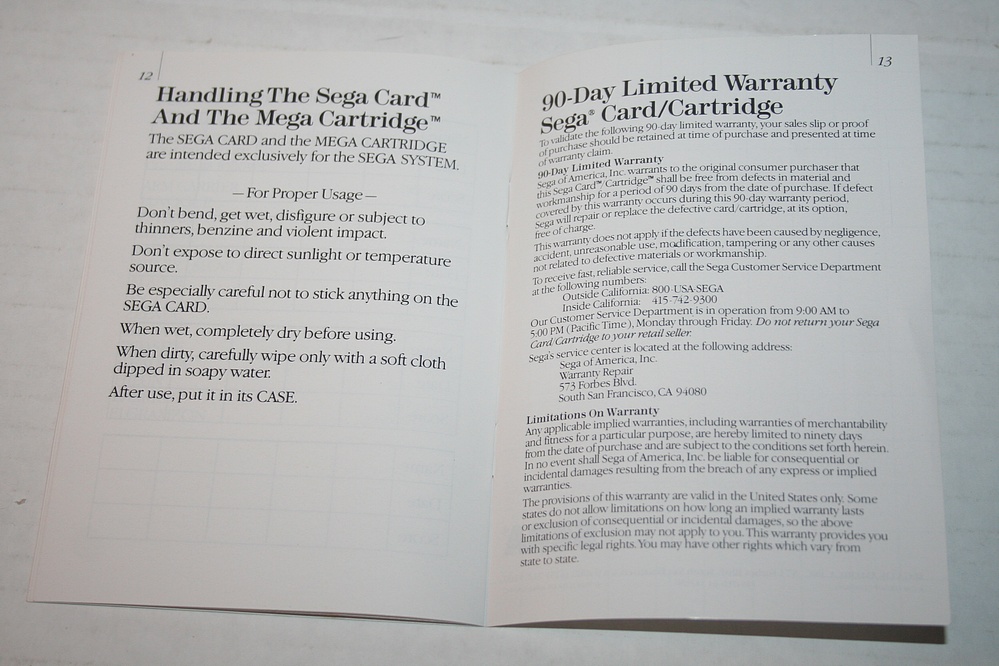 12
Handling The Sega Card™
And The Mega Cartridge™
The SEGA CARD and the MEGA CARTRIDGE
are intended exclusively for the SEGA SYSTEM.
—For Proper Usage—
Don't bend, get wet, disfigure or subject to
thinners, benzine and violent impact.
Don't expose to direct sunlight or temperature
source.
Be especially careful not to stick anything on the
SEGA CARD.
When wet, completely dry before using.
When dirty, carefully wipe only with a soft cloth
dipped in soapy water.
After use, put it in its CASE.
13
90-Day Limited Warranty
Sega® Card/Cartridge
To validate the following 90-day limited warranty, your sales slip or proof
of purchase should be retained at time of purchase and presented at time
of warranty claim.
90-Day Limited Warranty
Sega of America, Inc. warrants to the original consumer purchaser that
this Sega Card™/Cartridge™ shall be free from defects in material and
workmanship for a period of 90 days from the date of purchase. If defect
covered by this warranty occurs during this 90-day warranty period,
Sega will repair or replace the defective card/cartridge, at its option,
free of charge.
This warranty does not apply if the defects have been caused by negligence,
accident, unreasonable use, modification, tampering or any other causes
not related to defective materials or workmanship.
To receive fast, reliable service, call the Sega Customer Service Department
at the following numbers:
Outside California: 800-USA-SEGA
Inside California: 415-742-9300
Our Customer Service Department is in operation from 9:00 AM to
5:00 PM (Pacific Time), Monday through Friday. Do not return your Sega
Card/Cartridge to your retail seller.
Sega's service center is located at the following address:
Sega of America, Inc.
Warranty Repair
573 Forbes Blvd.
South San Francisco, CA 94080
Limitations On Warranty
Any applicable implied warranties, including warranties of merchantability
and fitness for a particular purpose, are hereby limited to ninety days
from the date of purchase and are subject to the conditions set forth herein.
In no event shall Sega of America, Inc. be liable for consequential or
incidental damages resulting from the breach of any express or implied
warranties.
The provisions of this warranty are valid in the United States only. Some
states do not allow limitations on how long an implied warranty lasts
or exclusion of consequential or incidental damages, so the above
limitations of exclusion may not apply to you. This warranty provides you
with specific legal rights. You may have other rights which vary from
state to state.